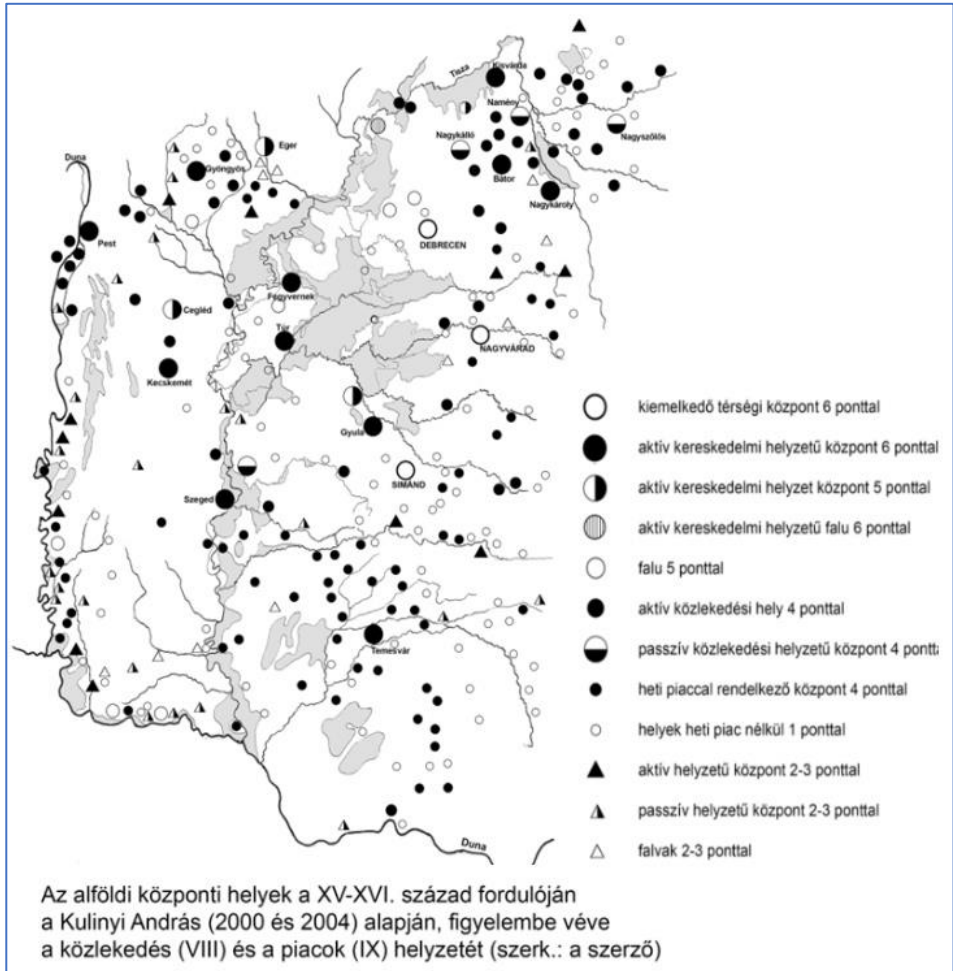 Kisvárda
Tisza
Namény
Nagyszőlős
Nagykálló
Eger
Duna
Gyöngyös
Bátor
Nagykároly
Pest
DEBRECEN
Fegyvernek
Cegléd
Túr
NAGYVÁRAD
Kecskemét
Gyula
SIMÁND
Szeged
Temesvár
Duna
kiemelkedő térségi központ 6 ponttal
aktív kereskedelmi helyzetű központ 6 ponttal
aktív kereskedelmi helyzet központ 5 ponttal
aktív kereskedelmi helyzetű falu 6 ponttal
falu 5 ponttal
aktív közlekedési hely 4 ponttal
passzív közlekedési helyzetű központ 4 pontta
heti piaccal rendelkező központ 4 ponttal
helyek heti piac nélkül 1 ponttal
aktív helyzetű központ 2-3 ponttal
passzív helyzetű központ 2-3 ponttal
falvak 2-3 ponttal
Az alföldi központi helyek a XV-XVI. század fordulóján
a Kulinyi András (2000 és 2004) alapján, figyelembe véve
a közlekedés (VIII) és a piacok (IX) helyzetét (szerk.: a szerző)